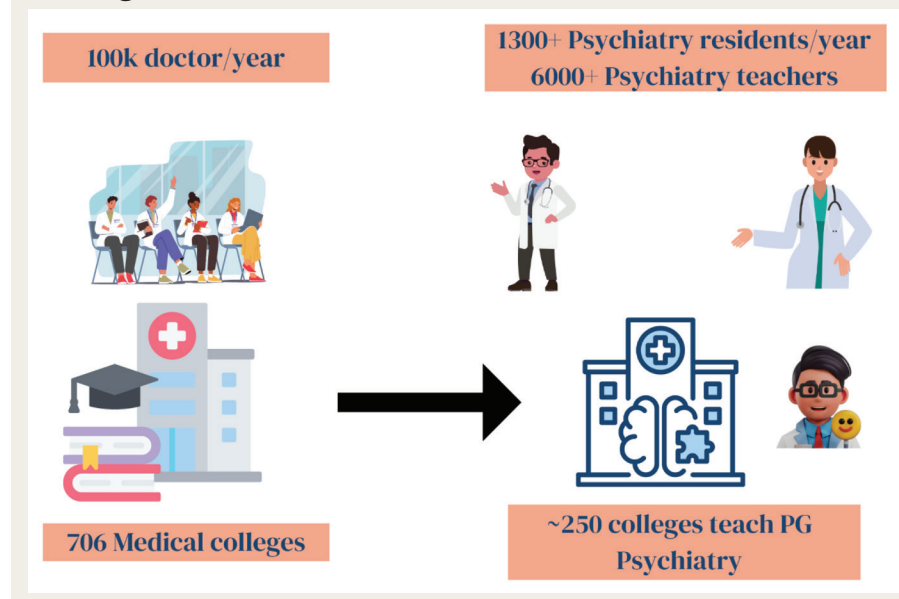 100k doctor/year
1300+ Psychiatry residents/year
6000+ Psychiatry teachers
706 Medical colleges
~250 colleges teach PG
Psychiatry